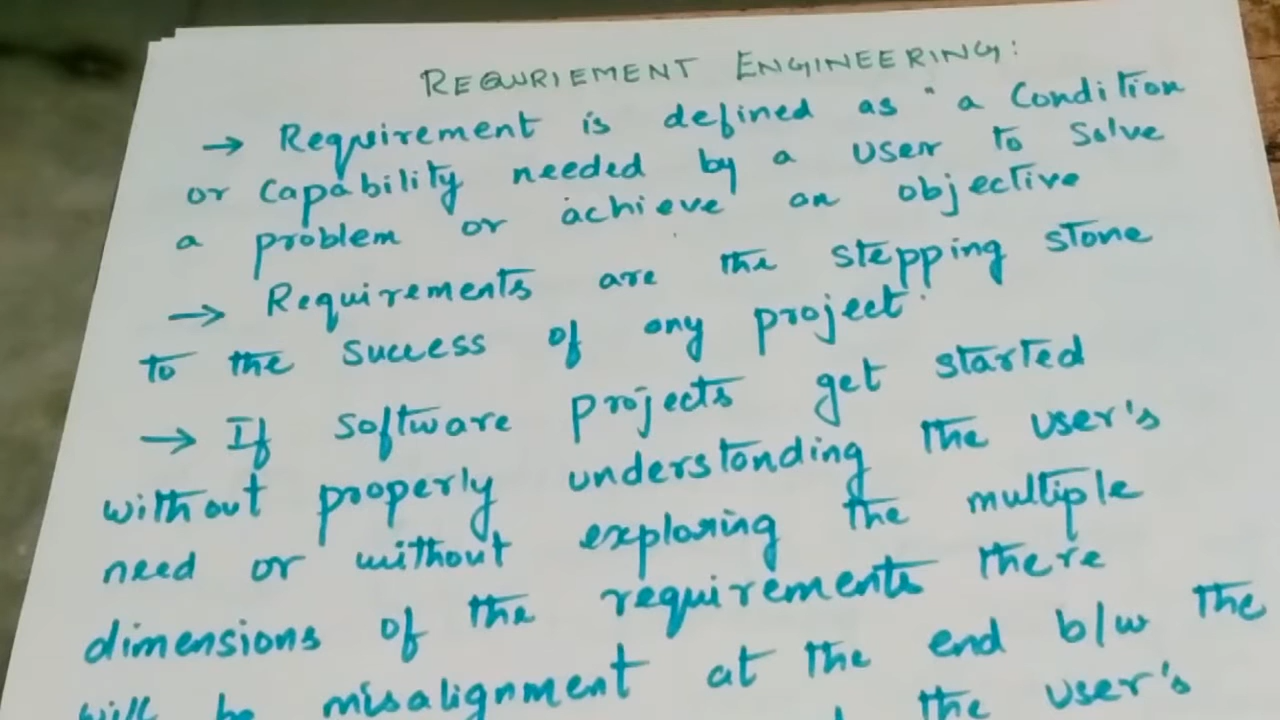 REQURIEMENT ENGINEERING:
→ Requirement is defined as "a Condition
or Capability needed by a user to Solve
a problem or achieve an objective
→ Requirements are the stepping stone
to the success of any project.
→ If software projects get started
without properly understanding the user's
need or without exploring the multiple
dimensions of the requirements there
will be misalignment at the end b/w the
the user's